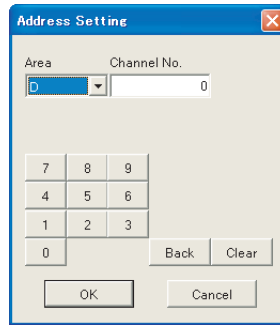 Address Setting
Area Channel No.
D 0
7 8 9
4 5 6
1 2 3
0 Back Clear
OK Cancel